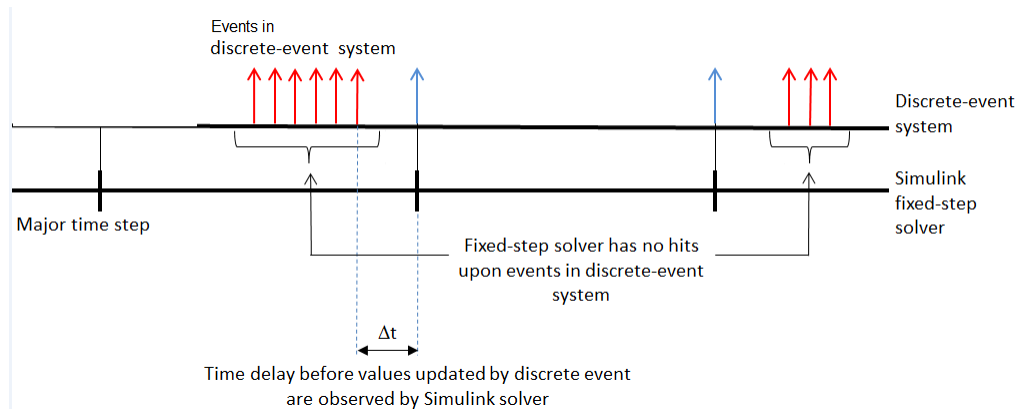 Events in
discrete-event system
Discrete-event
system
Simulink
fixed-step
solver
Major time step
Fixed-step solver has no hits
upon events in discrete-event
system
Δt
Time delay before values updated by discrete event
are observed by Simulink solver